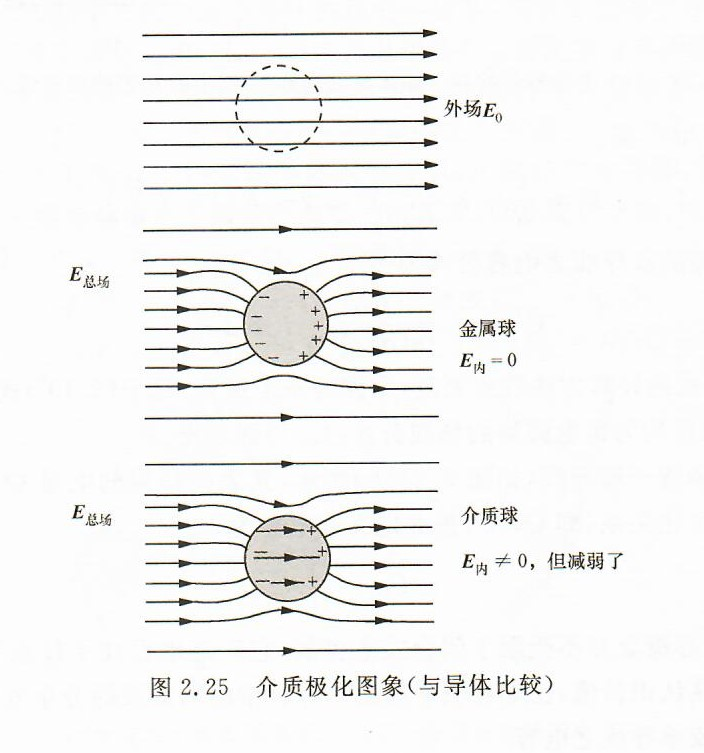 外场E₀
E总场
金属球
E内 = 0
E总场
介质球
E内 ≠ 0，但减弱了
图 2.25 介质极化图象(与导体比较)